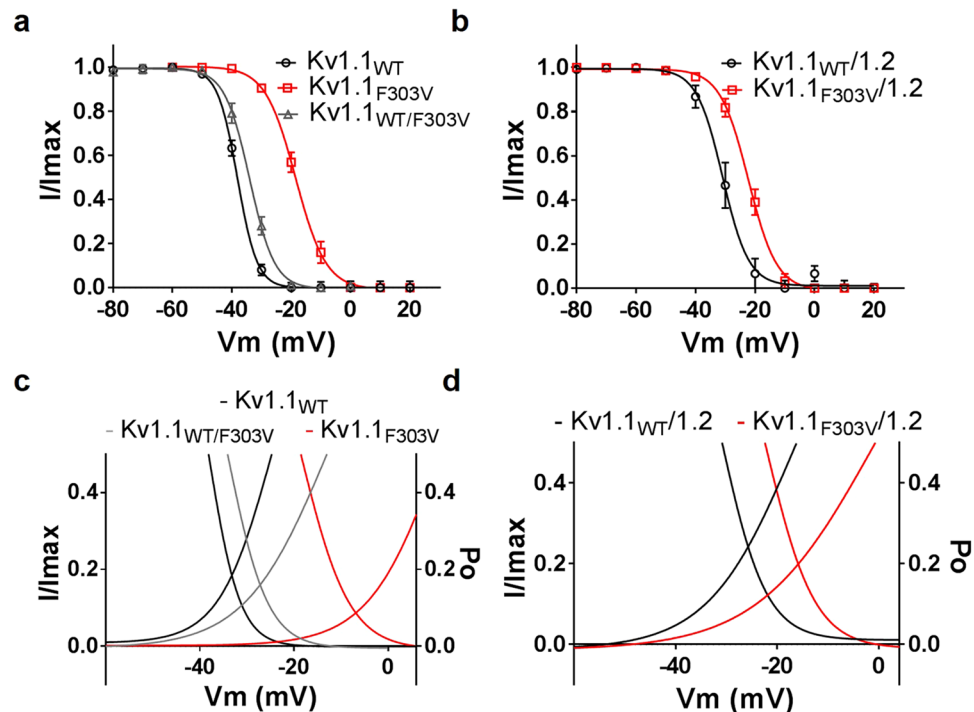 a
Kv1.1WT
Kv1.1F303V
Kv1.1WT/F303V
I/Imax
1.0
0.8
0.6
0.4
0.2
0.0
-80 -60 -40 -20 0 20
Vm (mV)
b
Kv1.1WT/1.2
Kv1.1F303V/1.2
I/Imax
1.0
0.8
0.6
0.4
0.2
0.0
-80 -60 -40 -20 0 20
Vm (mV)
c
- Kv1.1WT
- Kv1.1WT/F303V - Kv1.1F303V
I/Imax
0.4
0.2
0.0
0.4
0.2
0.0
Po
-40 -20 0
Vm (mV)
d
- Kv1.1WT/1.2 - Kv1.1F303V/1.2
I/Imax
0.4
0.2
0.0
0.4
0.2
0.0
Po
-40 -20 0
Vm (mV)